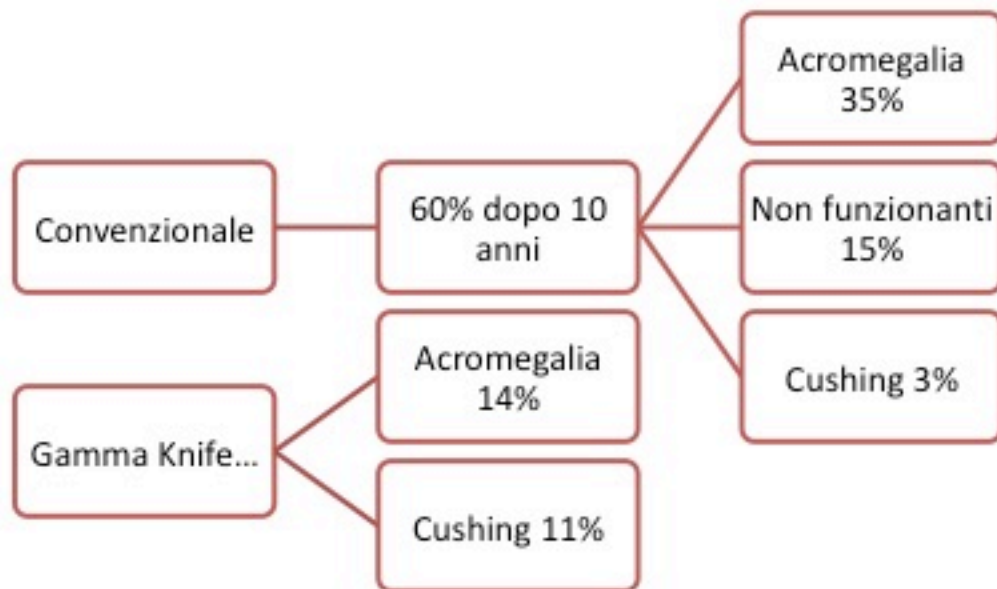 Acromegalia
35%
Convenzionale
60% dopo 10
anni
Non funzionanti
15%
Cushing 3%
Gamma Knife...
Acromegalia
14%
Cushing 11%